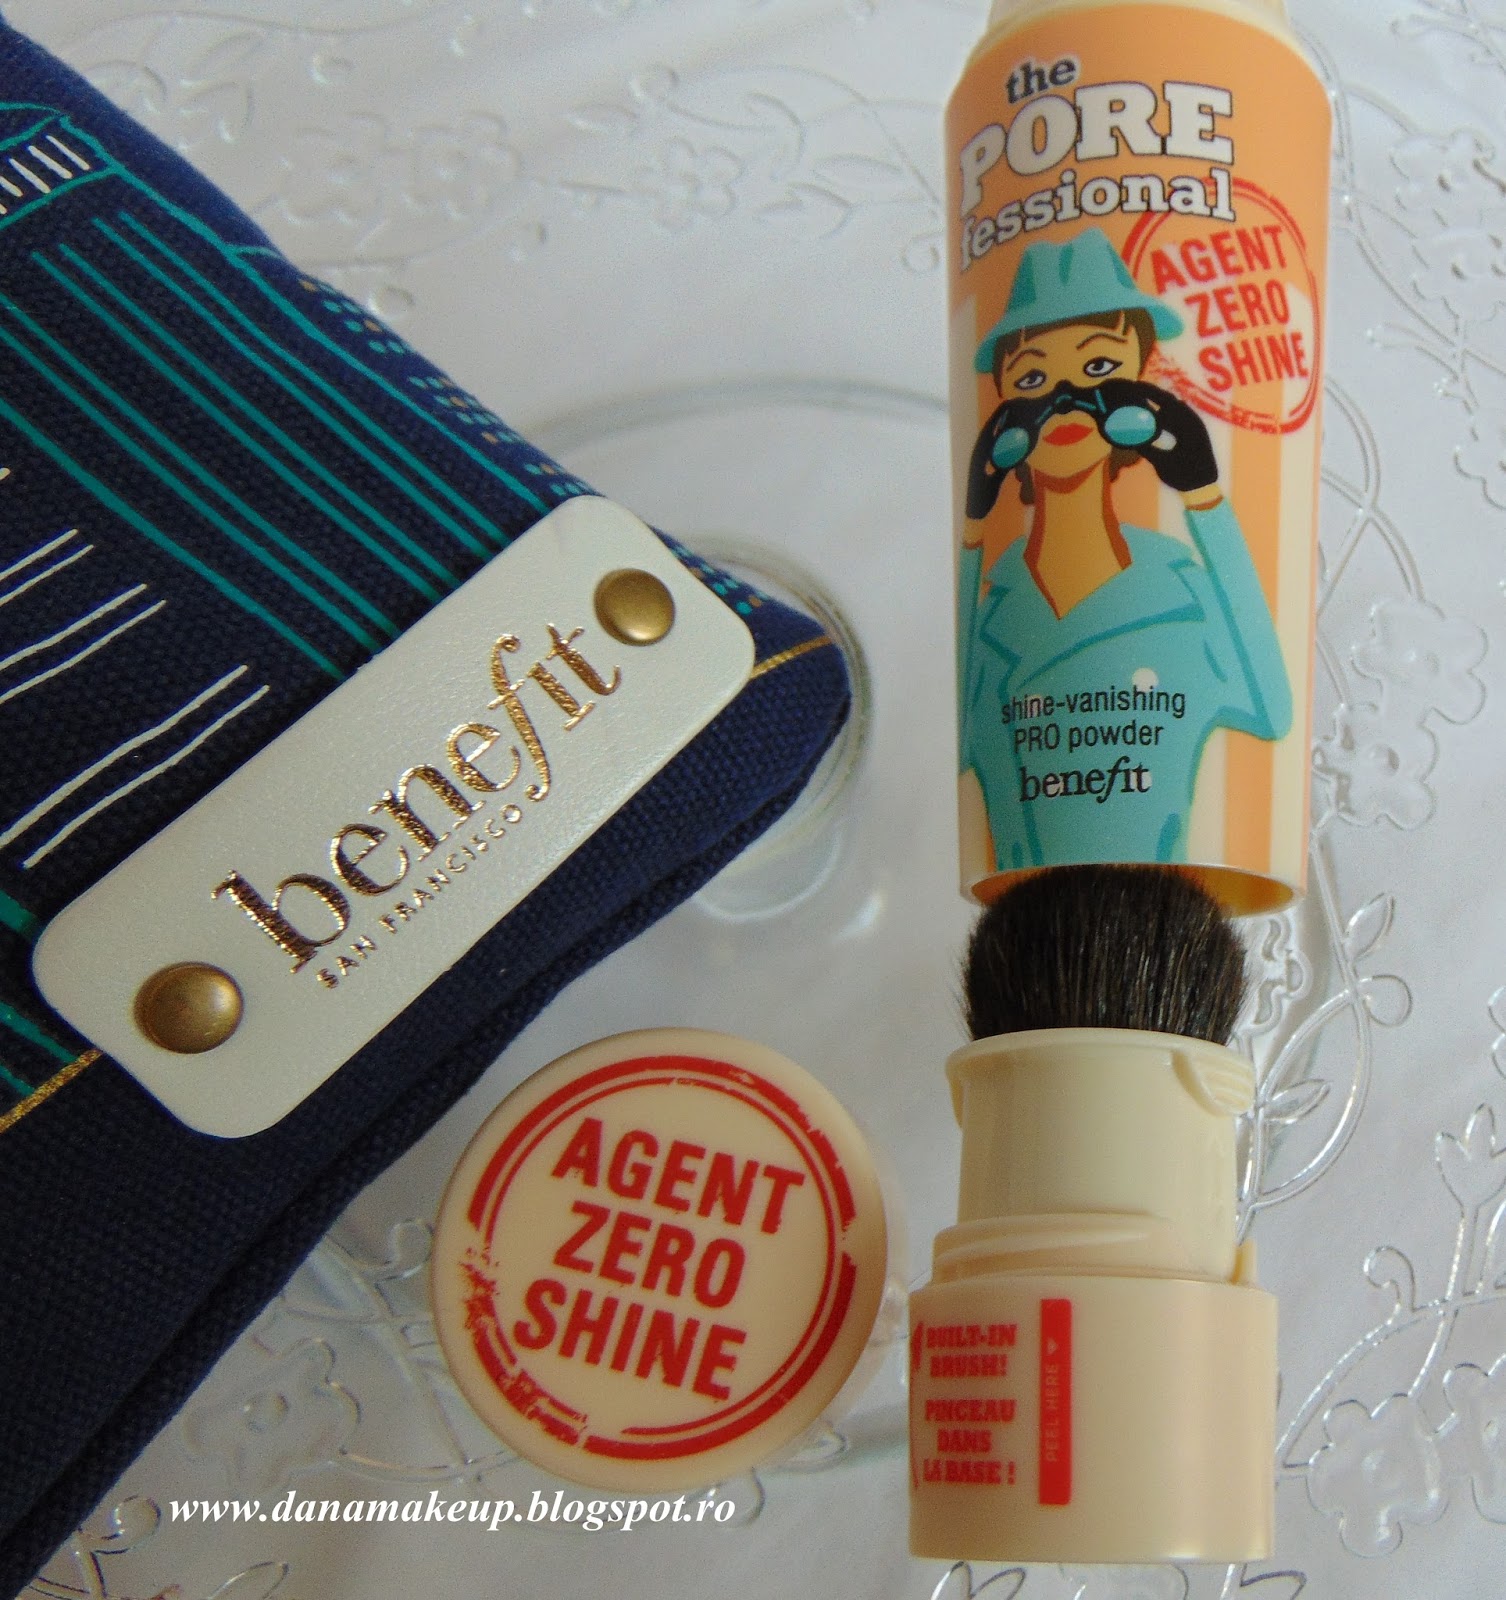 the
PORE
fessional
AGENT
ZERO
SHINE
shine-vanishing
PRO powder
benefit
benefit
SAN FRANCISCO
AGENT
ZERO
SHINE
BUILT-IN
BRUSH!
PINCEAU
DANS
LA BASE !
PEEL HERE
www.danamakeup.blogspot.ro